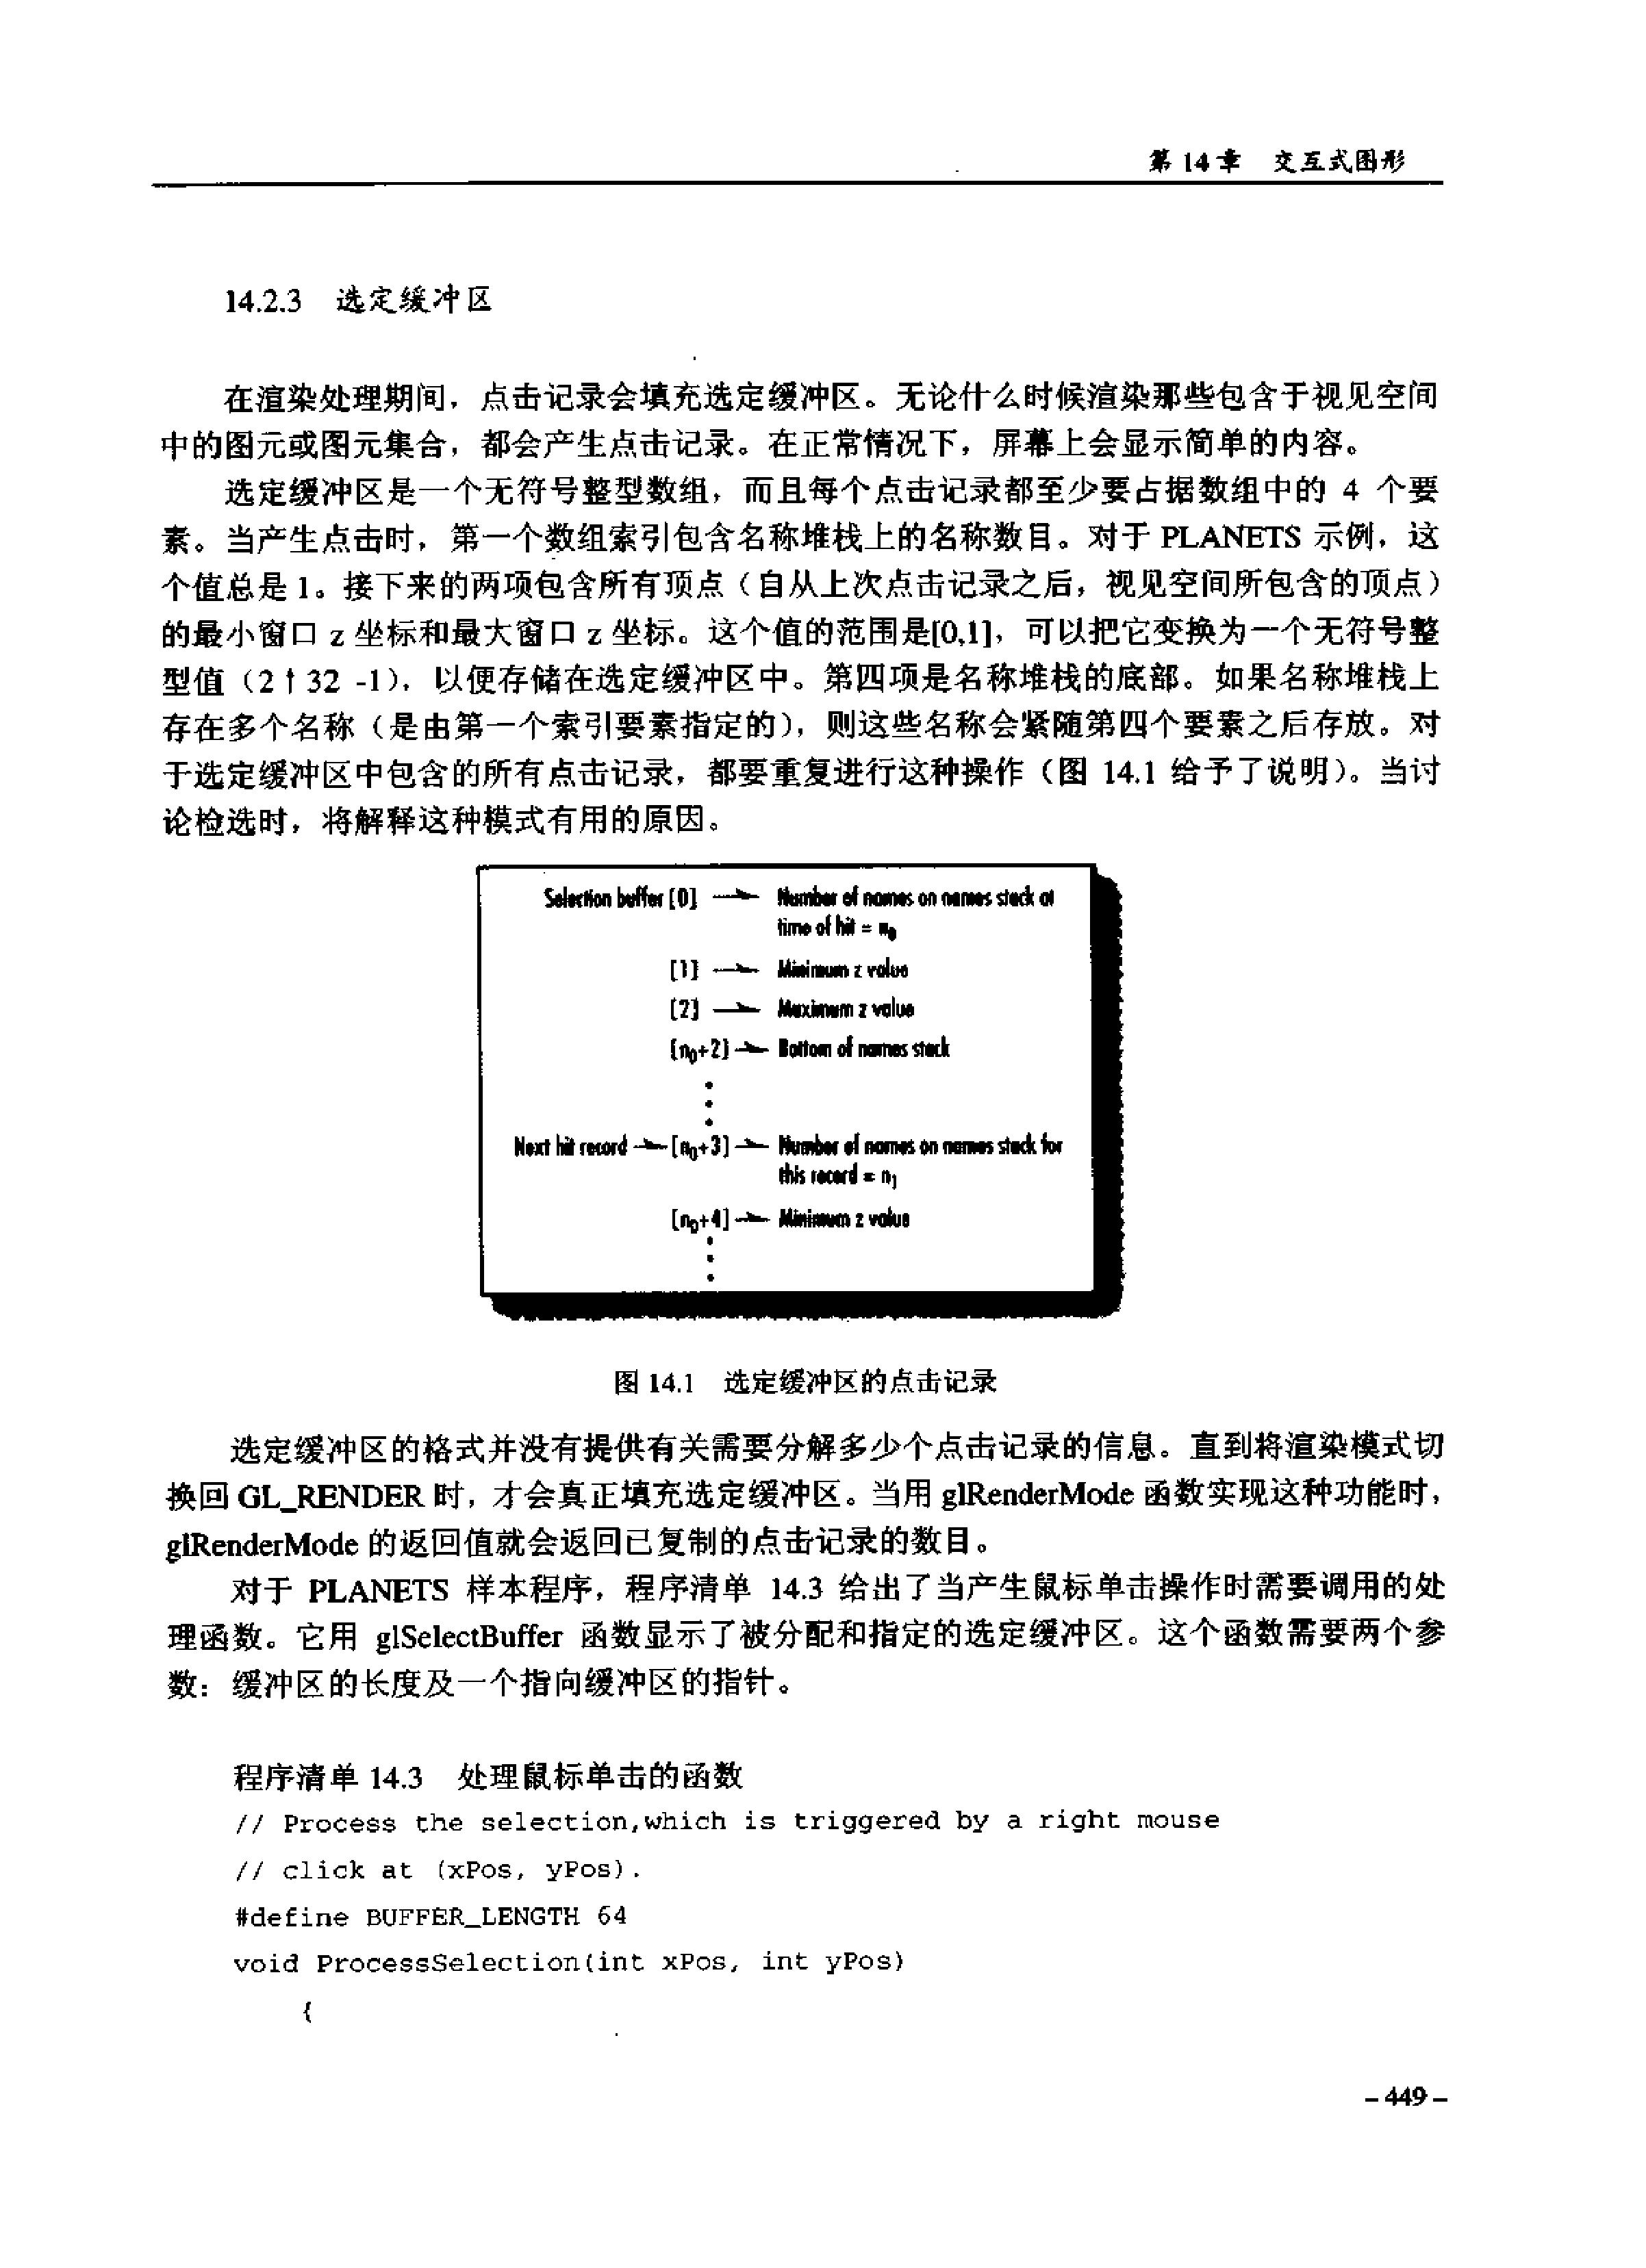 第 14 章 交互式图形
14.2.3 选定缓冲区
在渲染处理期间，点击记录会填充选定缓冲区。无论什么时候渲染那些包含于视见空间
中的图元或图元集合，都会产生点击记录。在正常情况下，屏幕上会显示简单的内容。
选定缓冲区是一个无符号整型数组，而且每个点击记录都至少要占据数组中的 4 个要
素。当产生点击时，第一个数组索引包含名称堆栈上的名称数目。对于 PLANETS 示例，这
个值总是 1。接下来的两项包含所有顶点（自从上次点击记录之后，视见空间所包含的顶点）
的最小窗口 z 坐标和最大窗口 z 坐标。这个值的范围是[0,1]，可以把它变换为一个无符号整
型值（2↑32 -1），以便存储在选定缓冲区中。第四项是名称堆栈的底部。如果名称堆栈上
存在多个名称（是由第一个索引要素指定的），则这些名称会紧随第四个要素之后存放。对
于选定缓冲区中包含的所有点击记录，都要重复进行这种操作（图 14.1 给予了说明）。当讨
论检选时，将解释这种模式有用的原因。
Selection buffer [0] Number of names on names stack at
time of hit = n0
[1] Minimum z value
[2] Maximum z value
[n0+2] Bottom of names stack
Next hit record [n0+3] Number of names on names stack for
this record = n1
[n0+4] Minimum z value
图 14.1 选定缓冲区的点击记录
选定缓冲区的格式并没有提供有关需要分解多少个点击记录的信息。直到将渲染模式切
换回 GL_RENDER 时，才会真正填充选定缓冲区。当用 glRenderMode 函数实现这种功能时，
glRenderMode 的返回值就会返回已复制的点击记录的数目。
对于 PLANETS 样本程序，程序清单 14.3 给出了当产生鼠标单击操作时需要调用的处
理函数。它用 glSelectBuffer 函数显示了被分配和指定的选定缓冲区。这个函数需要两个参
数：缓冲区的长度及一个指向缓冲区的指针。
程序清单 14.3 处理鼠标单击的函数
// Process the selection,which is triggered by a right mouse
// click at (xPos, yPos).
#define BUFFER_LENGTH 64
void ProcessSelection(int xPos, int yPos)
{
– 449 –